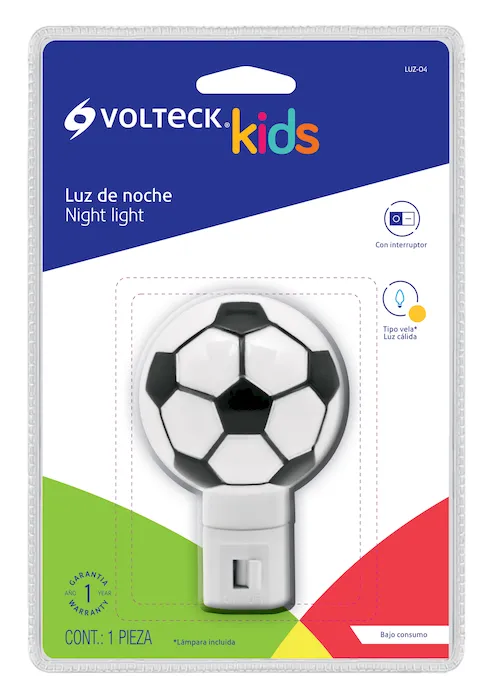 LUZ-04
VOLTECK®
kids
Luz de noche
Night light
Con interruptor
Tipo vela*
Luz cálida
GARANTIA
AÑO 1 YEAR
WARRANTY
CONT.: 1 PIEZA
*Lámpara incluida
Bajo consumo